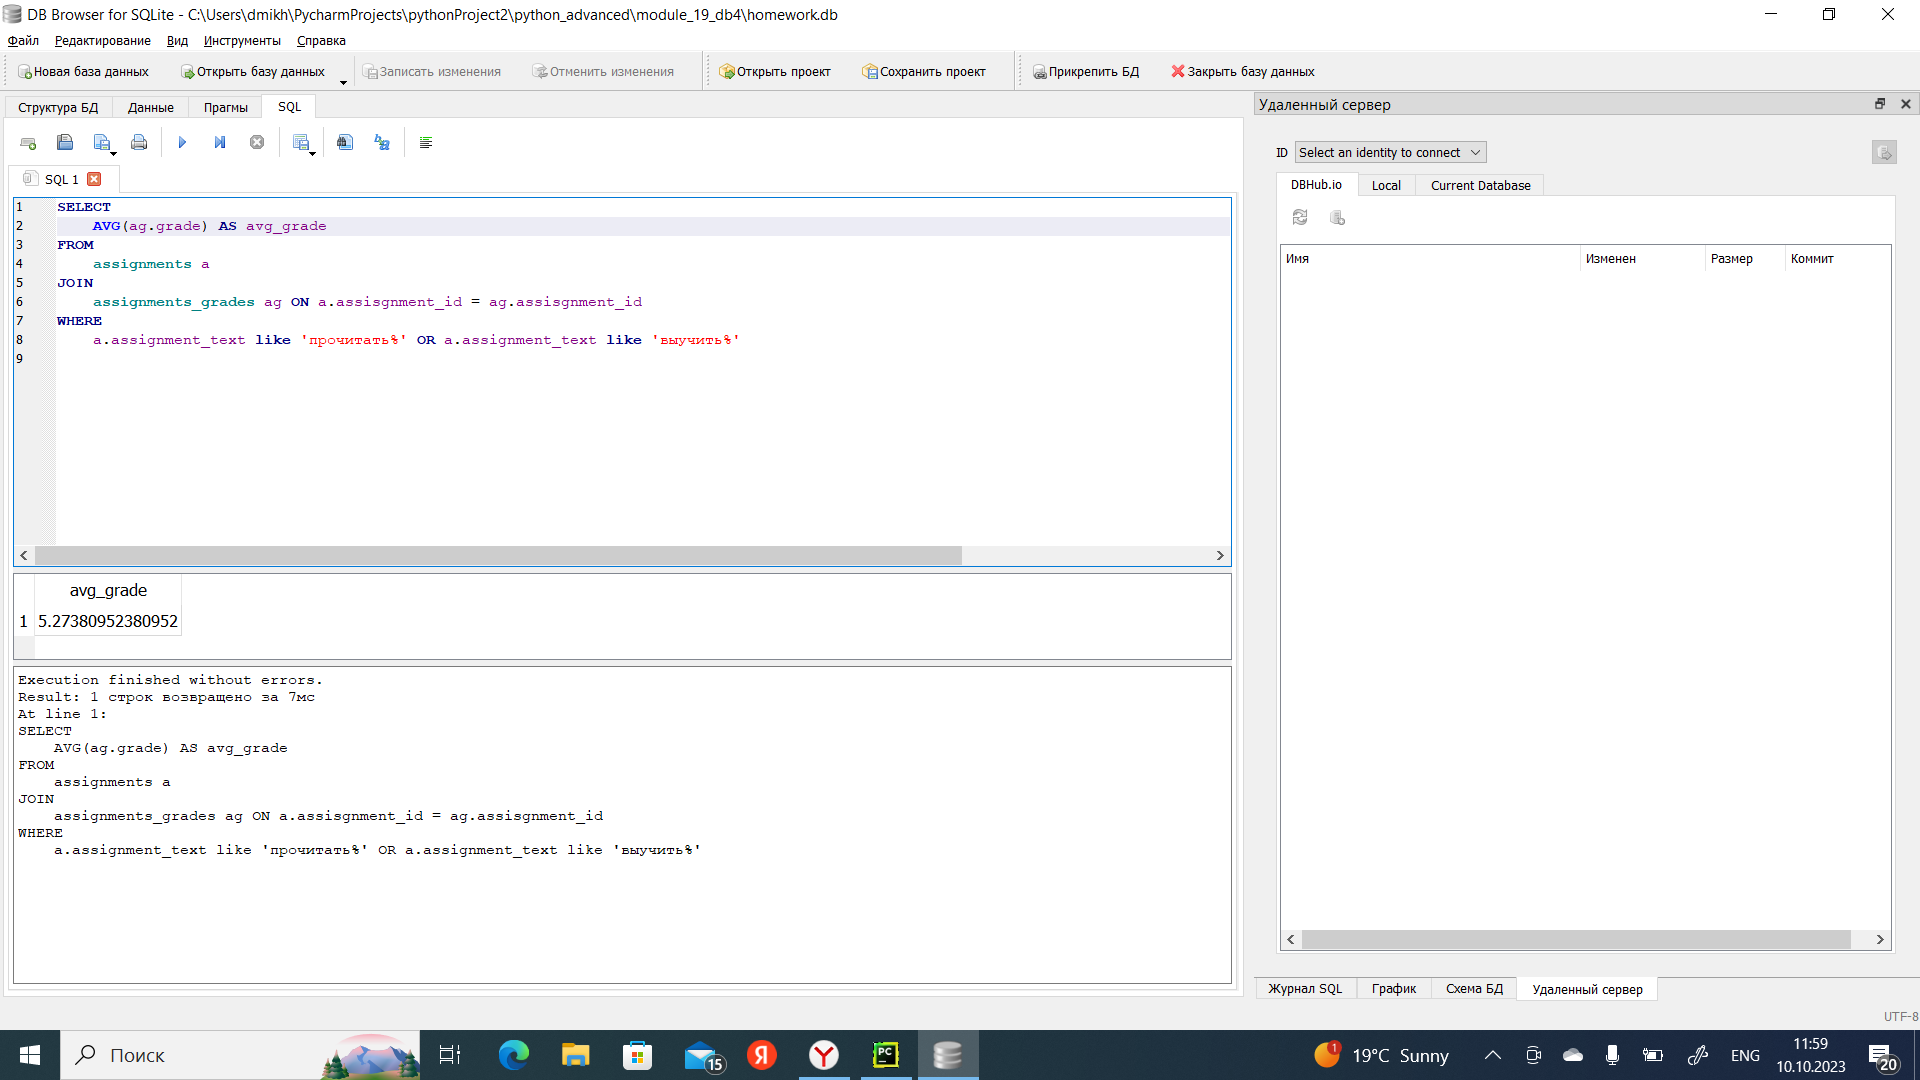 DB Browser for SQLite - C:\Users\dmikh\PycharmProjects\pythonProject2\python_advanced\module_19_db4\homework.db
Файл Редактирование Вид Инструменты Справка
Новая база данных Открыть базу данных Записать изменения Отменить изменения Открыть проект Сохранить проект Прикрепить БД Закрыть базу данных
Структура БД Данные Прагмы SQL
SQL 1
1 SELECT
2 AVG(ag.grade) AS avg_grade
3 FROM
4 assignments a
5 JOIN
6 assignments_grades ag ON a.assisgnment_id = ag.assisgnment_id
7 WHERE
8 a.assignment_text like 'прочитать%' OR a.assignment_text like 'выучить%'
9
avg_grade
1 5.27380952380952
Execution finished without errors.
Result: 1 строк возвращено за 7мс
At line 1:
SELECT
AVG(ag.grade) AS avg_grade
FROM
assignments a
JOIN
assignments_grades ag ON a.assisgnment_id = ag.assisgnment_id
WHERE
a.assignment_text like 'прочитать%' OR a.assignment_text like 'выучить%'
Удаленный сервер
ID Select an identity to connect
DBHub.io Local Current Database
Имя Изменен Размер Коммит
Журнал SQL График Схема БД Удаленный сервер
UTF-8
Поиск
15
Я
Y
PC
1
19°C Sunny
ENG
11:59
10.10.2023
20